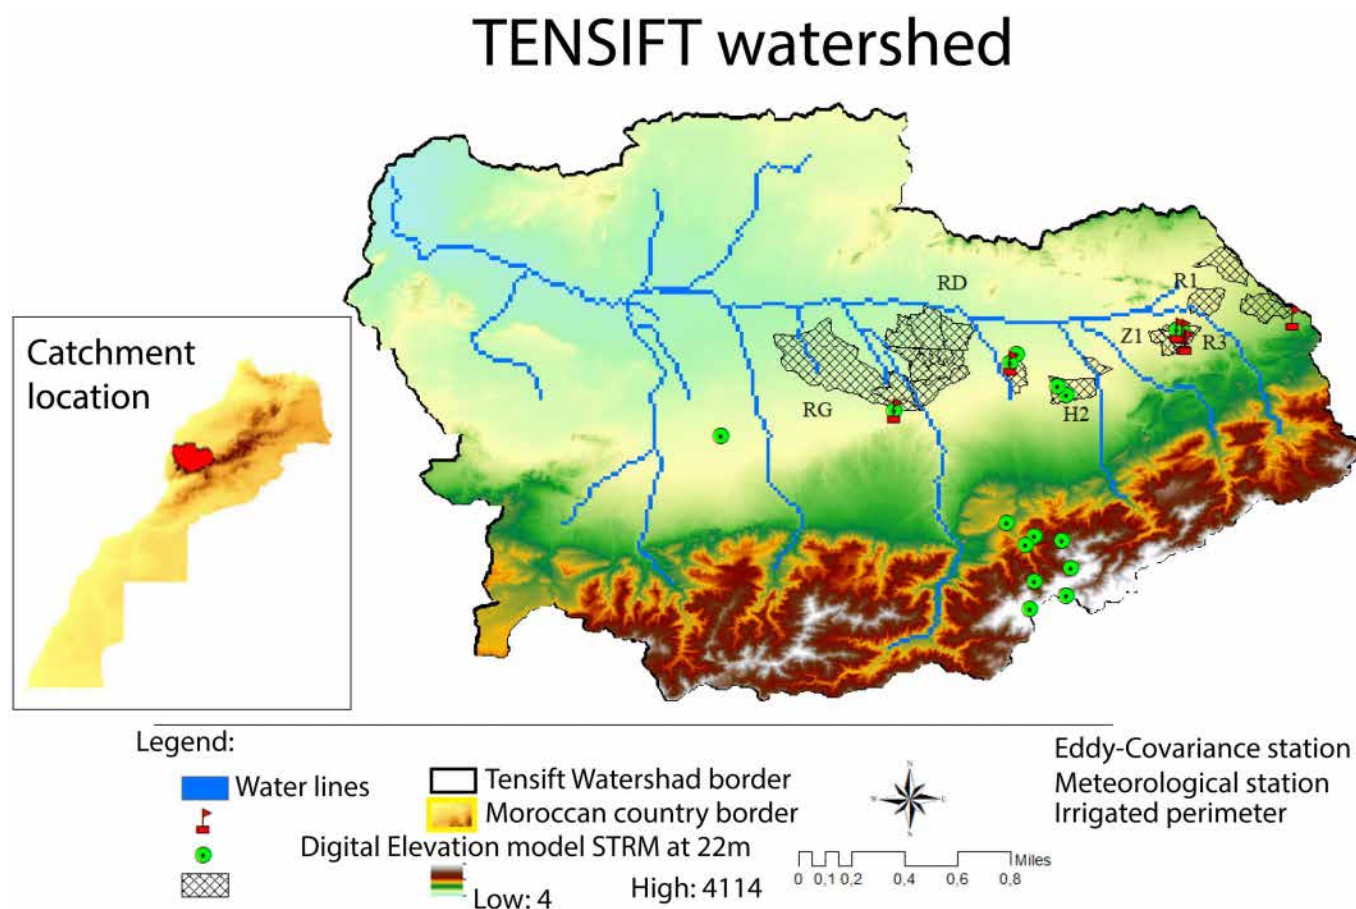 TENSIFT watershed
Catchment
location
RD
R1
Z1
R3
RG
H2
Legend:
Water lines
Tensift Watershad border
Moroccan country border
Digital Elevation model STRM at 22m
Low: 4
High: 4114
N
W
E
N
Miles
0 0,1 0,2 0,4 0,6 0,8
Eddy-Covariance station
Meteorological station
Irrigated perimeter